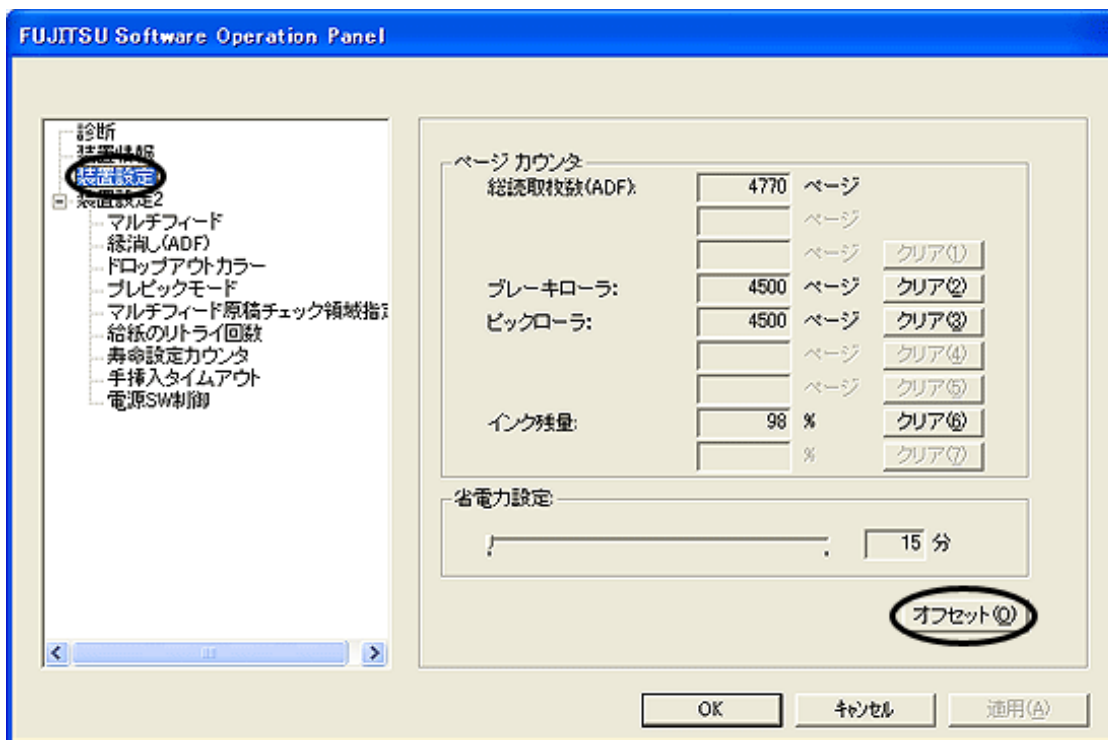 FUJITSU Software Operation Panel
診断
装置情報
装置設定
装置設定2
マルチフィード
縁消し(ADF)
ドロップアウトカラー
プレピックモード
マルチフィード原稿チェック領域指定
給紙のリトライ回数
寿命設定カウンタ
手挿入タイムアウト
電源SW制御
ページ カウンタ
総読取枚数(ADF): 4770 ページ
ページ
ページ クリア(1)
ブレーキローラ: 4500 ページ クリア(2)
ピックローラ: 4500 ページ クリア(3)
ページ クリア(4)
ページ クリア(5)
インク残量: 98 % クリア(6)
% クリア(7)
省電力設定:
15 分
オフセット(O)
OK キャンセル 適用(A)